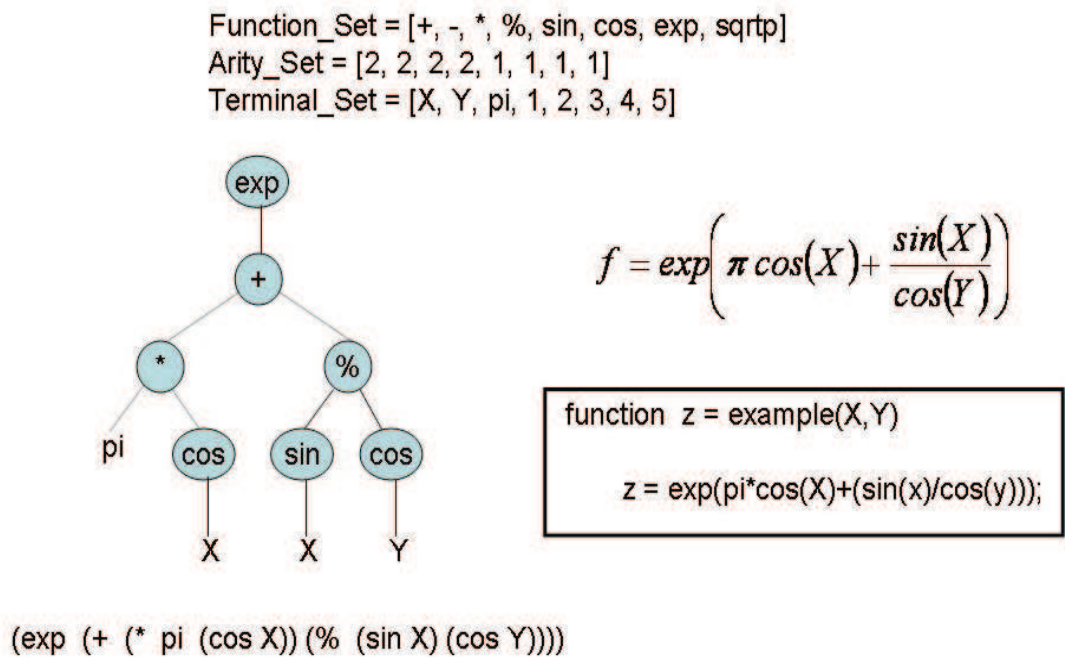 Function_Set = [+, -, *, %, sin, cos, exp, sqrtp]
Arity_Set = [2, 2, 2, 2, 1, 1, 1, 1]
Terminal_Set = [X, Y, pi, 1, 2, 3, 4, 5]
exp
+
* %
pi cos sin cos
X X Y
f = exp(π cos(X) + sin(X)/cos(Y))
function z = example(X,Y)
z = exp(pi*cos(X)+(sin(x)/cos(y)));
(exp (+ (* pi (cos X)) (% (sin X) (cos Y))))